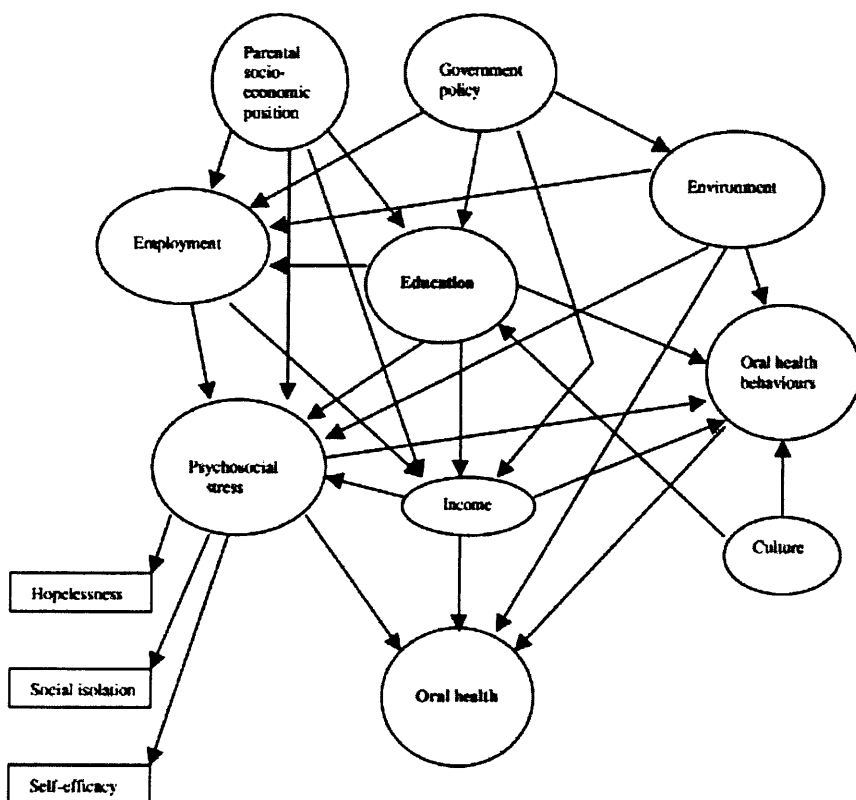 Parental
socio-
economic
position
Government
policy
Environment
Employment
Education
Oral health
behaviours
Psychosocial
stress
Income
Culture
Hopelessness
Social isolation
Oral health
Self-efficacy